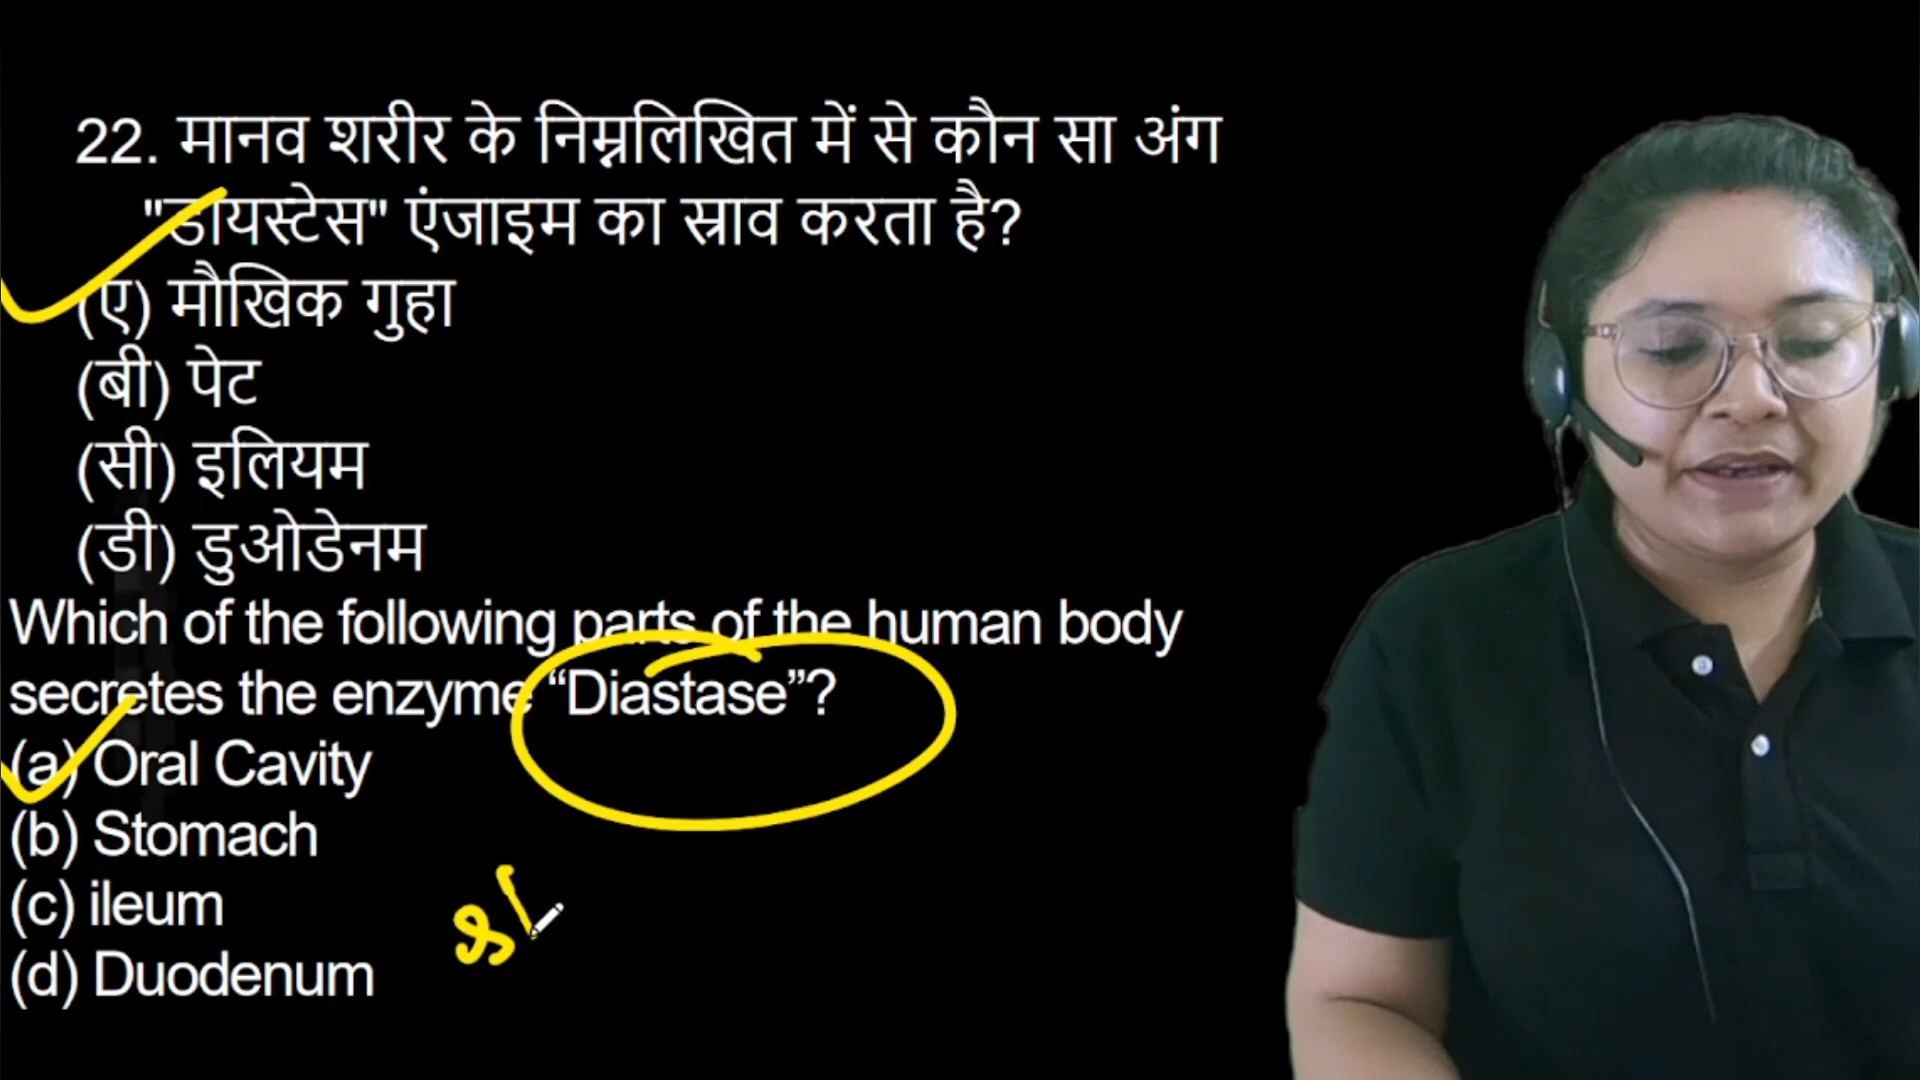 22. मानव शरीर के निम्नलिखित में से कौन सा अंग
"डायस्टेस" एंजाइम का स्राव करता है?
(ए) मौखिक गुहा
(बी) पेट
(सी) इलियम
(डी) डुओडेनम
Which of the following parts of the human body
secretes the enzyme “Diastase”?
(a) Oral Cavity
(b) Stomach
(c) ileum
(d) Duodenum